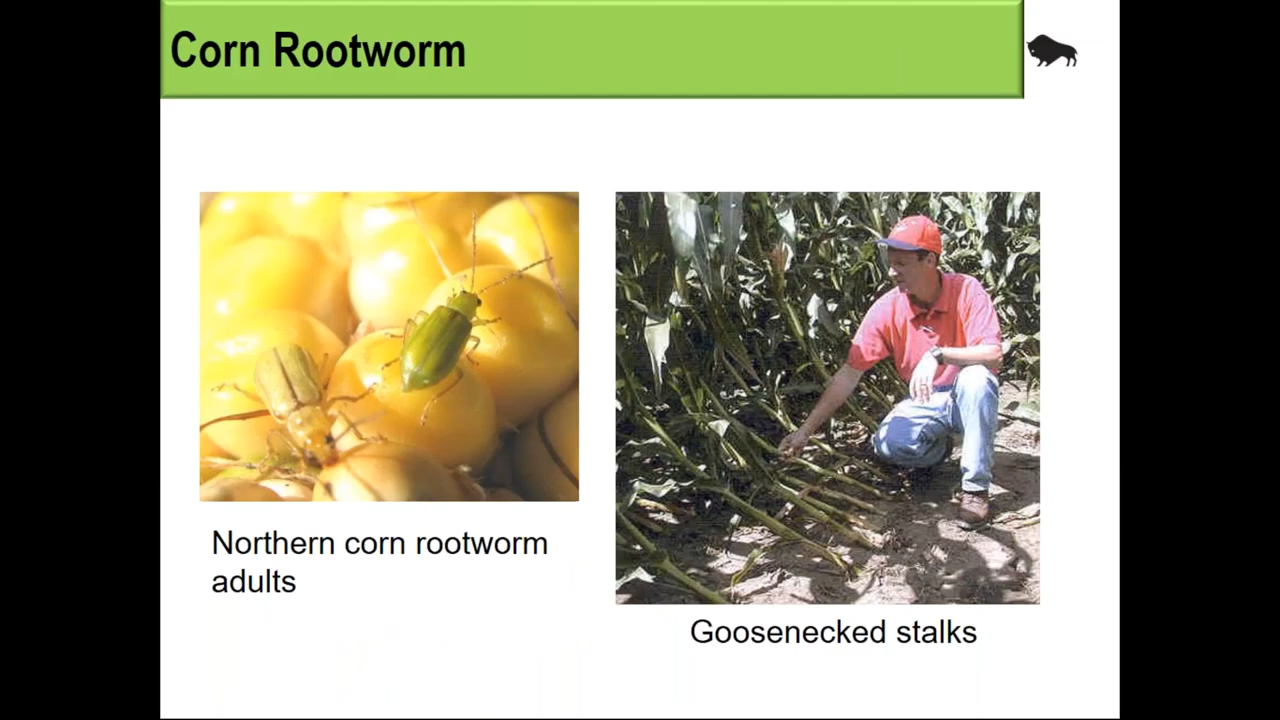 Corn Rootworm
Northern corn rootworm
adults
Goosenecked stalks